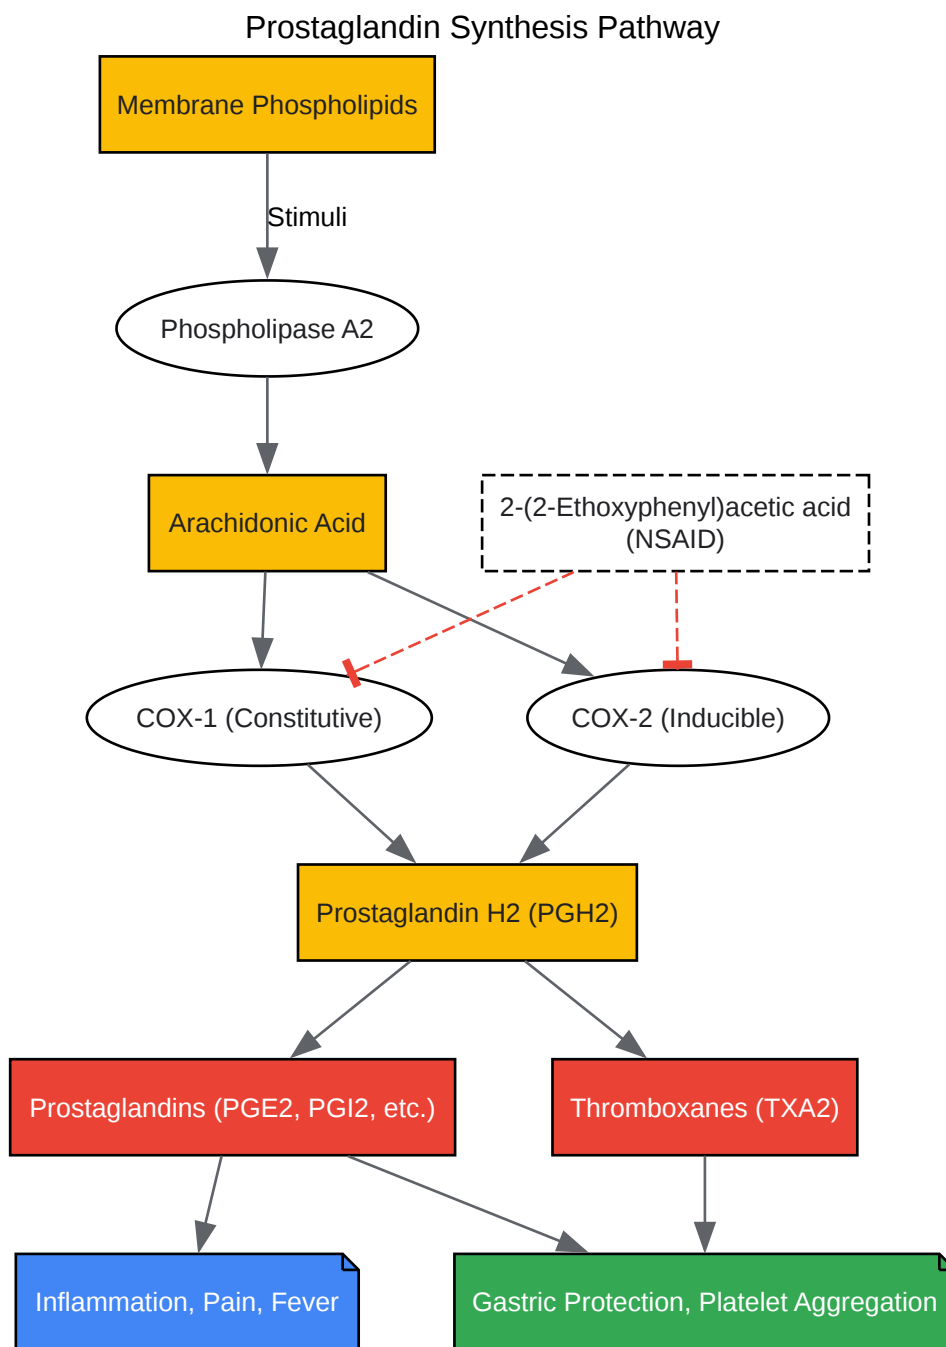 Prostaglandin Synthesis Pathway
Membrane Phospholipids
Stimuli
Phospholipase A2
Arachidonic Acid
2-(2-Ethoxyphenyl)acetic acid
(NSAID)
COX-1 (Constitutive)
COX-2 (Inducible)
Prostaglandin H2 (PGH2)
Prostaglandins (PGE2, PGI2, etc.)
Thromboxanes (TXA2)
Inflammation, Pain, Fever
Gastric Protection, Platelet Aggregation